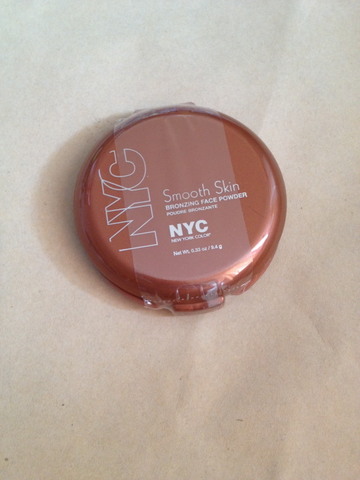 NYC
Smooth Skin
BRONZING FACE POWDER
POUDRE BRONZANTE
NYC
NEW YORK COLOR®
Net Wt. 0.33 oz / 9.4 g